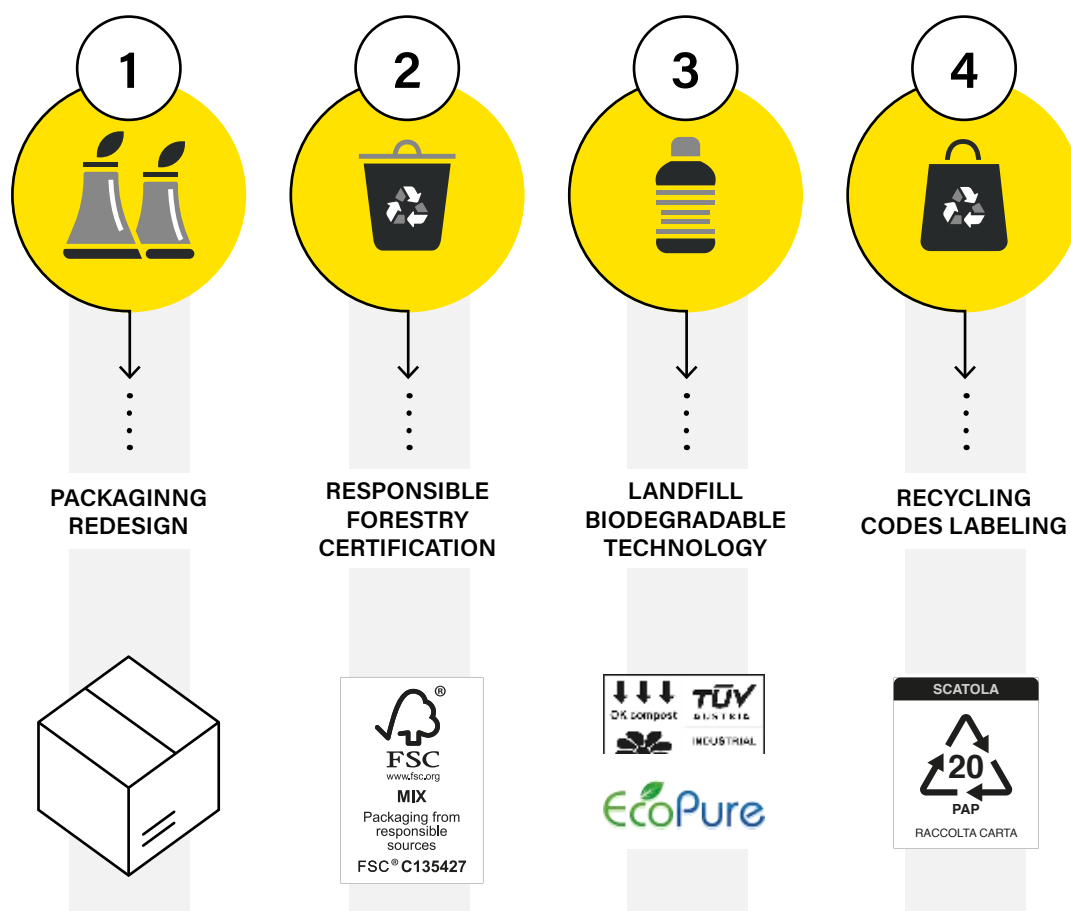 1
2
3
4
PACKAGINNG
REDESIGN
RESPONSIBLE
FORESTRY
CERTIFICATION
LANDFILL
BIODEGRADABLE
TECHNOLOGY
RECYCLING
CODES LABELING
®
FSC
www.fsc.org
MIX
Packaging from
responsible
sources
FSC® C135427
OK compost
TÜV
AUSTRIA
INDUSTRIAL
EcoPure
SCATOLA
20
PAP
RACCOLTA CARTA